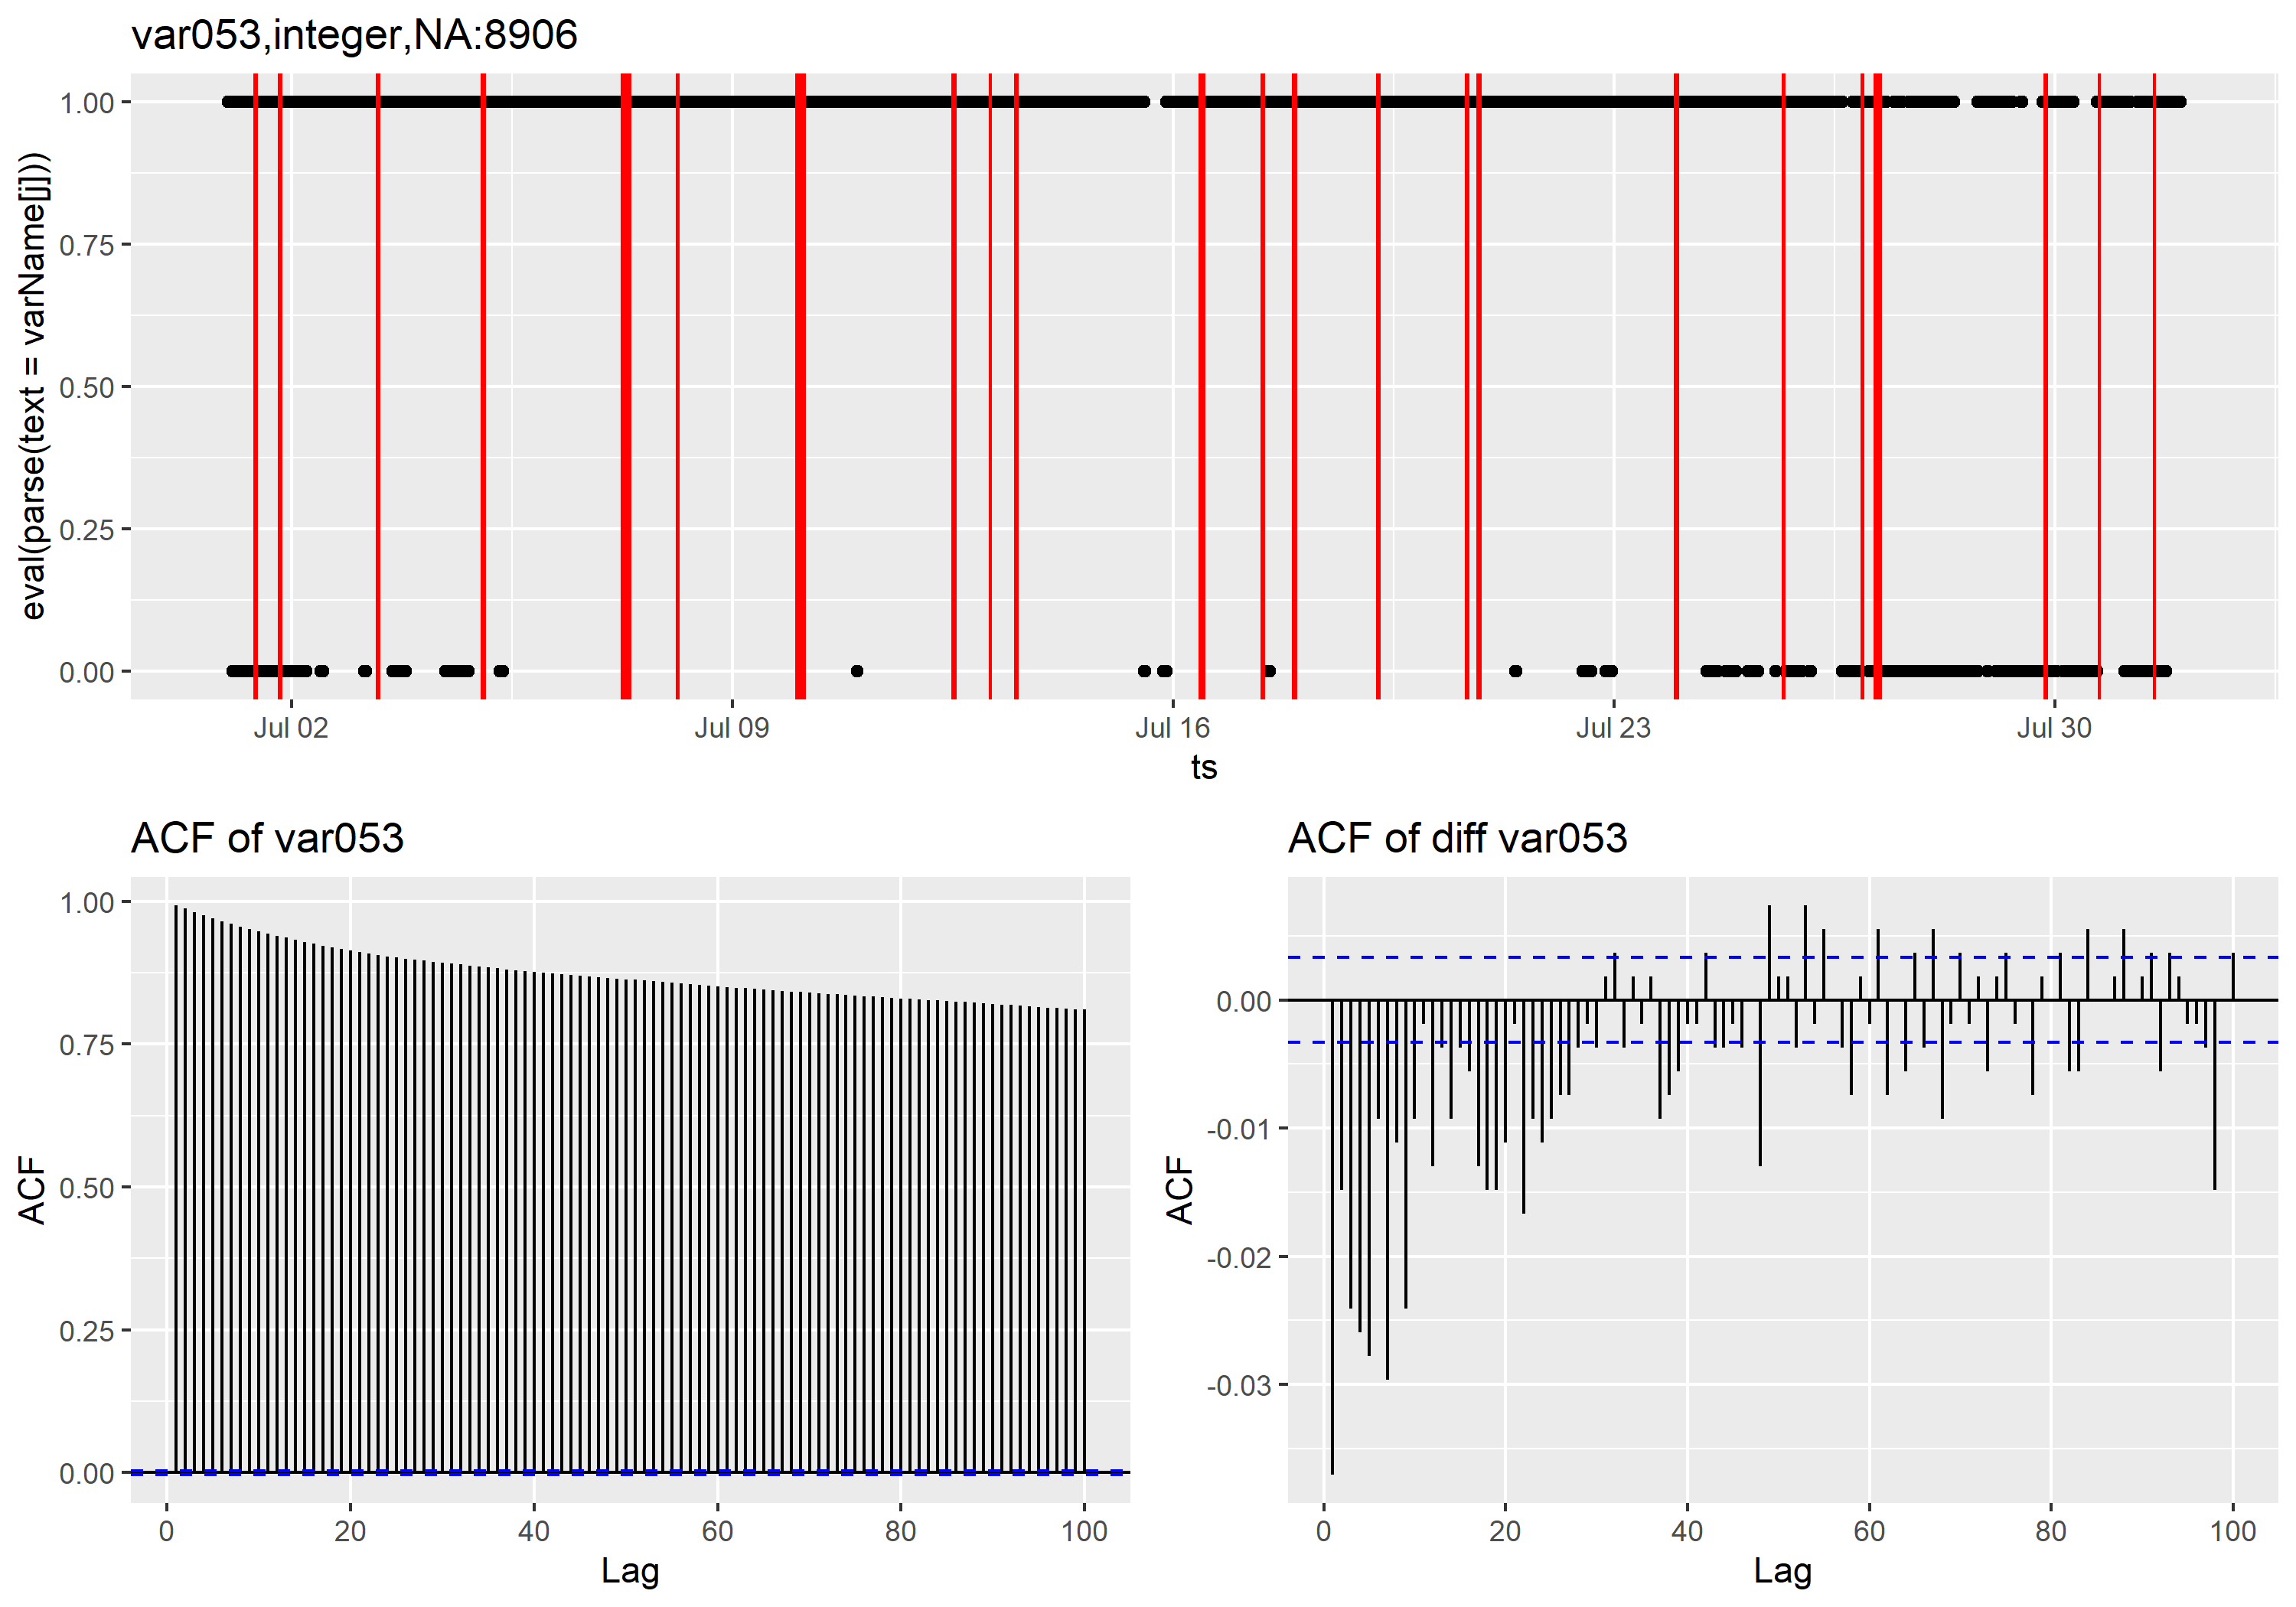 var053,integer,NA:8906
eval(parse(text = varName[j]))
1.00
0.75
0.50
0.25
0.00
Jul 02 Jul 09 Jul 16 Jul 23 Jul 30
ts
ACF of var053
ACF
1.00
0.75
0.50
0.25
0.00
0 20 40 60 80 100
Lag
ACF of diff var053
ACF
0.00
-0.01
-0.02
-0.03
0 20 40 60 80 100
Lag